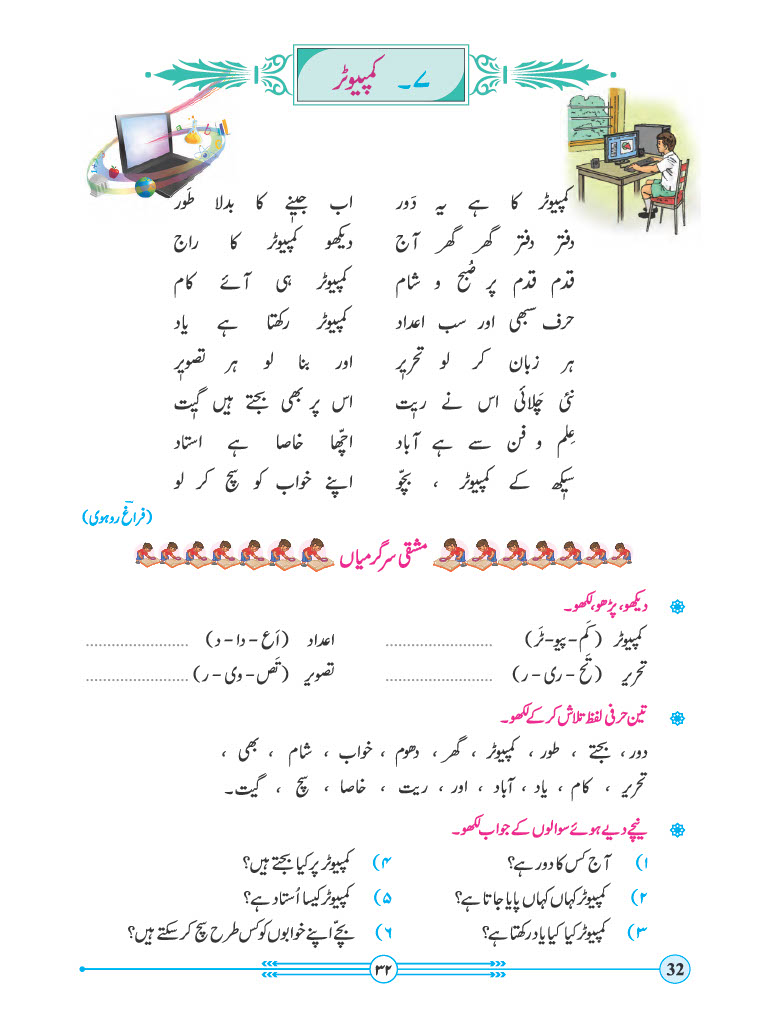 ۷۔ کمپیوٹر
کمپیوٹر کا ہے یہ دَور اب جینے کا بدلا طَور
دفتر دفتر گھر گھر آج دیکھو کمپیوٹر کا راج
قدم قدم پر صُبح و شام کمپیوٹر ہی آئے کام
حرف سبھی اور سب اعداد کمپیوٹر رکھتا ہے یاد
ہر زبان کر لو تحریر اور بنا لو ہر تصویر
نئی چَلائی اس نے ریت اس پر بھی بجتے ہیں گیت
عِلم و فن سے ہے آباد اچّھا خاصا ہے استاد
سیکھ کے کمپیوٹر ، بچّو اپنے خواب کو سچ کر لو
(فراغ روہوی)
مشقی سرگرمیاں
دیکھو، پڑھو، لکھو۔
کمپیوٹر (کَم - پیو - ٹَر) ........................ اعداد (اَع - دا - د) ........................
تحریر (تَح - ری - ر) ........................ تصویر (تَص - وی - ر) ........................
تین حرفی لفظ تلاش کر کے لکھو۔
دور ، بجتے ، طور ، کمپیوٹر ، گھر ، دھوم ، خواب ، شام ، بھی ،
تحریر ، کام ، یاد ، آباد ، اور ، ریت ، خاصا ، سچ ، گیت۔
نیچے دیے ہوئے سوالوں کے جواب لکھو۔
۱) آج کس کا دور ہے؟ ۴) کمپیوٹر پر کیا بجتے ہیں؟
۲) کمپیوٹر کہاں کہاں پایا جاتا ہے؟ ۵) کمپیوٹر کیسا اُستاد ہے؟
۳) کمپیوٹر کیا کیا یاد رکھتا ہے؟ ۶) بچّے اپنے خوابوں کو کس طرح سچ کر سکتے ہیں؟
۳۲ 32